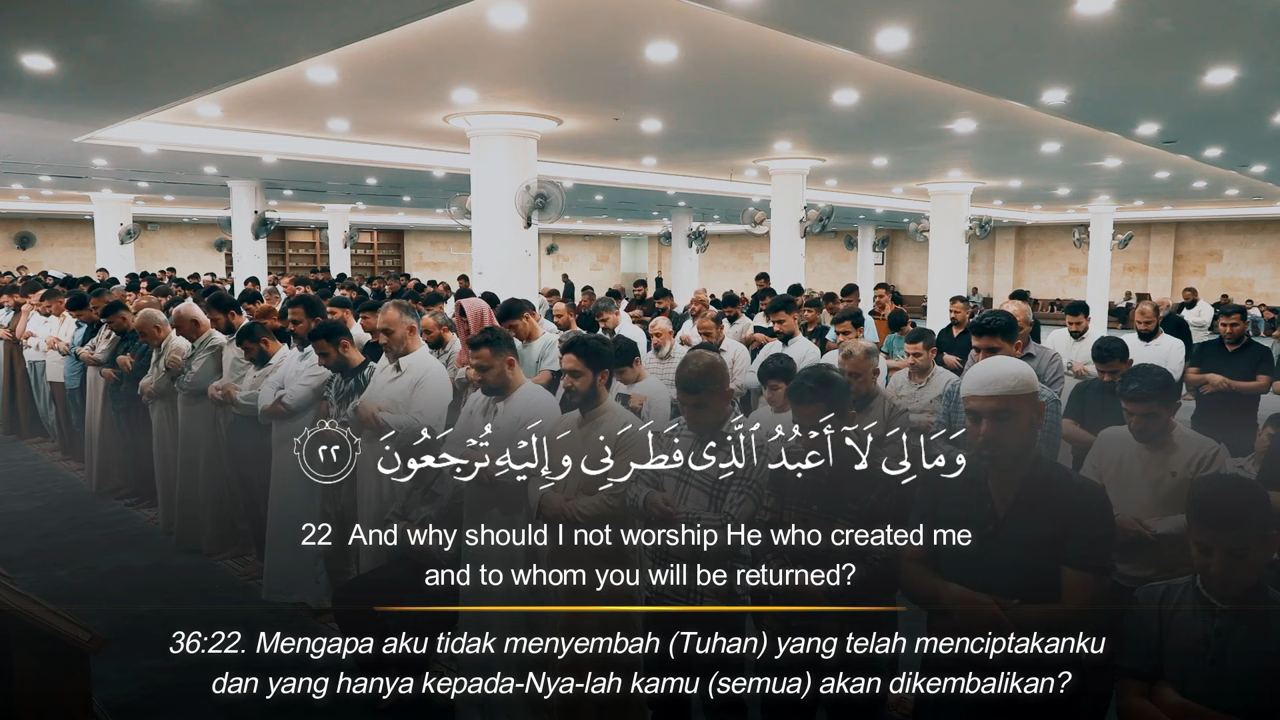 وَمَا لِىَ لَآ أَعْبُدُ ٱلَّذِى فَطَرَنِى وَإِلَيْهِ تُرْجَعُونَ ٢٢
22 And why should I not worship He who created me
and to whom you will be returned?
36:22. Mengapa aku tidak menyembah (Tuhan) yang telah menciptakanku
dan yang hanya kepada-Nya-lah kamu (semua) akan dikembalikan?